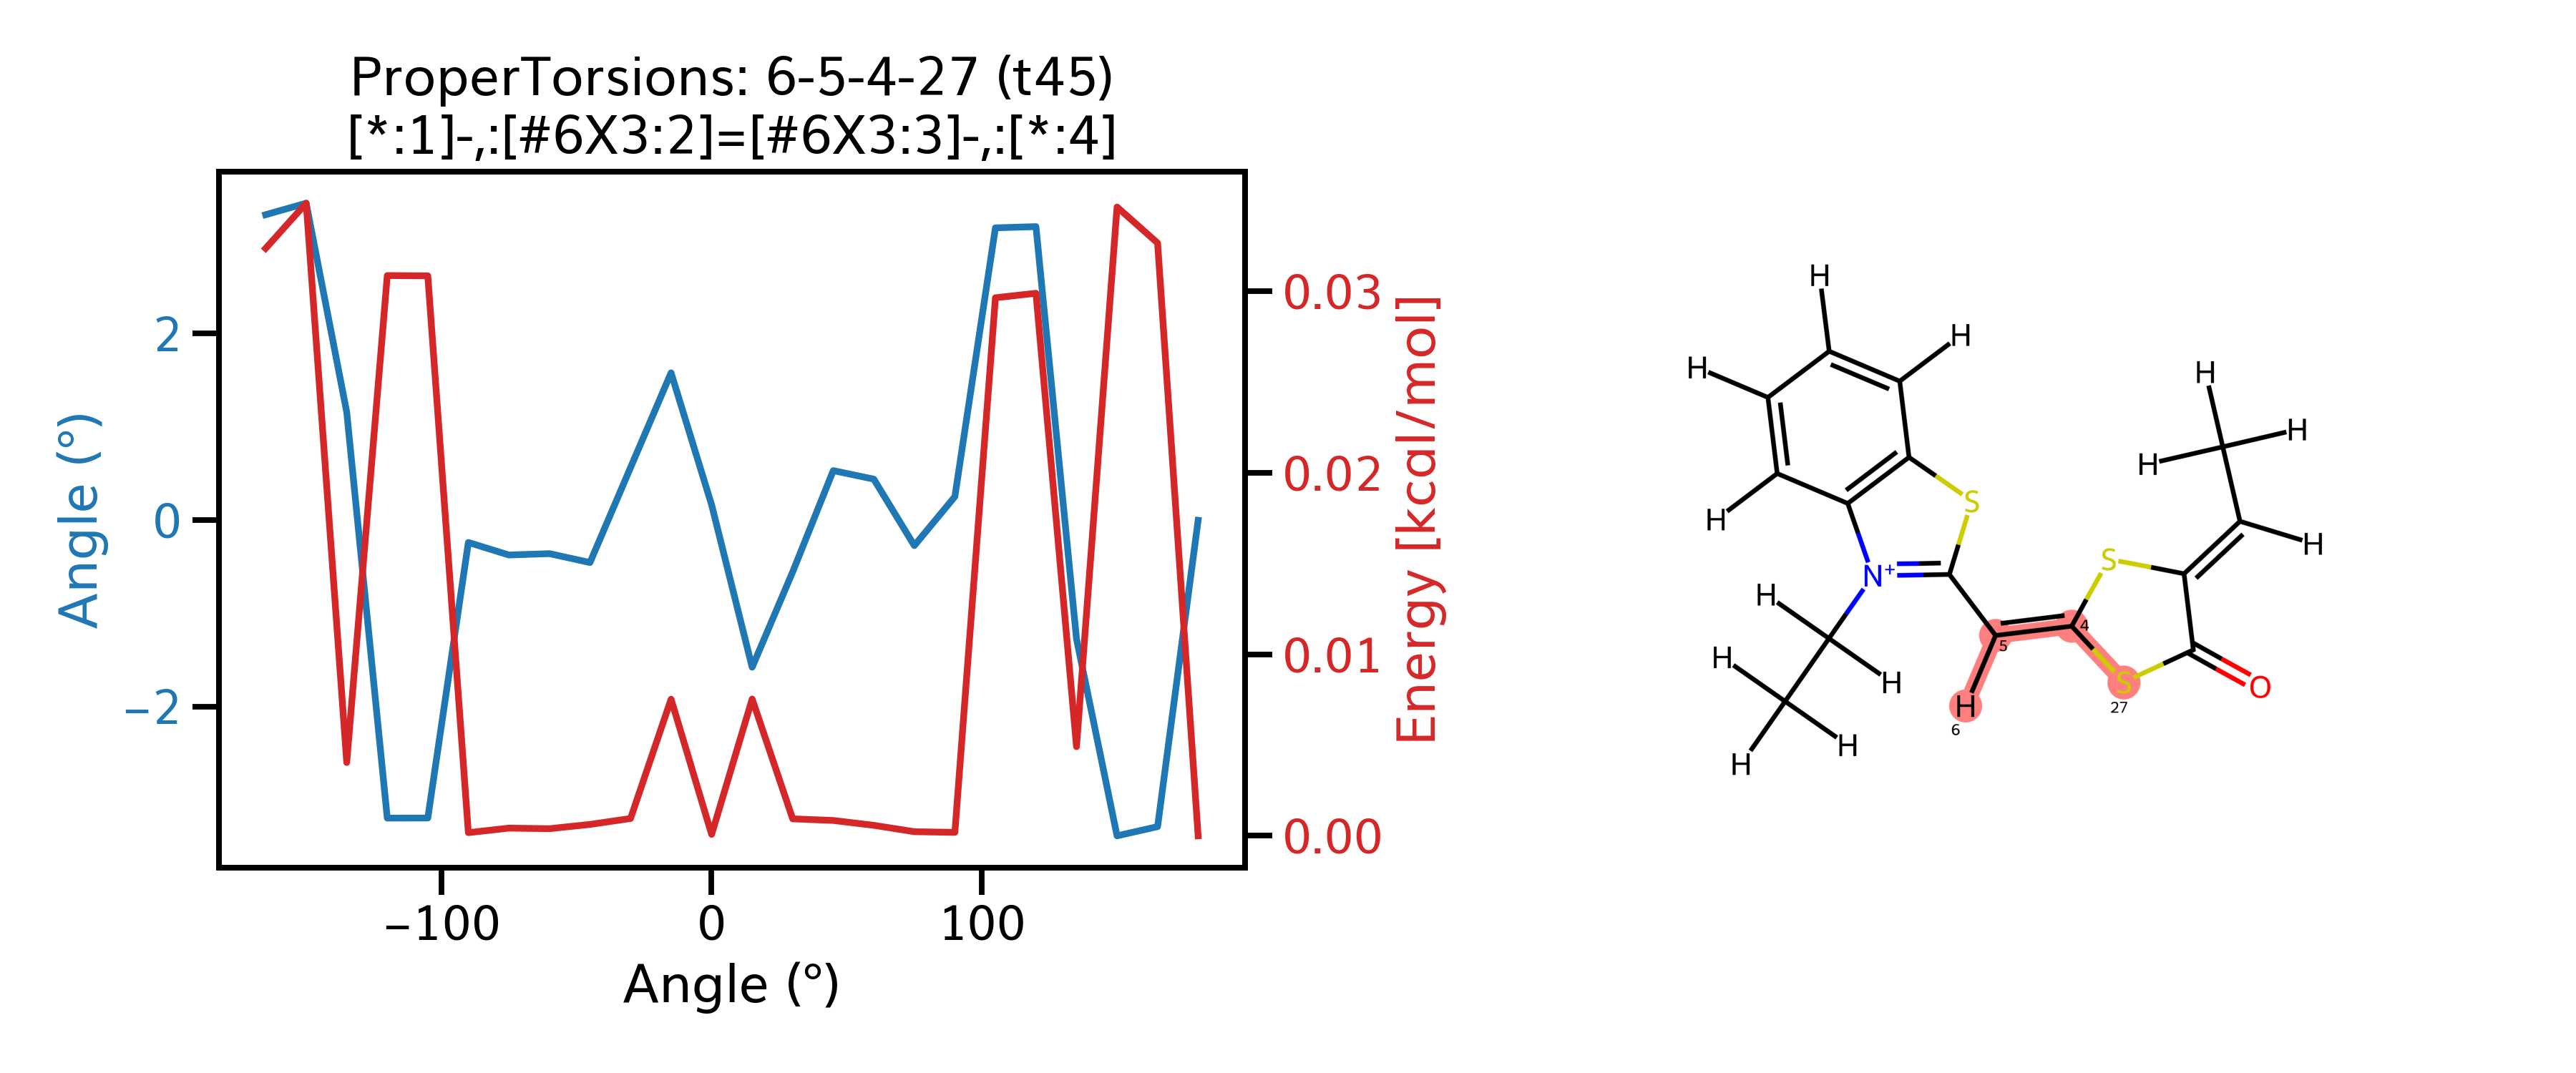 ProperTorsions: 6-5-4-27 (t45)
[*:1]-,:[#6X3:2]=[#6X3:3]-,:[*:4]
Angle (°)
2
0
−2
0.03
0.02
0.01
0.00
Energy [kcal/mol]
−100
0
100
Angle (°)
H
H
H
H
H
H
H
S
H
S
N+
H
4
5
H
S
27
O
H
H
6
H
H